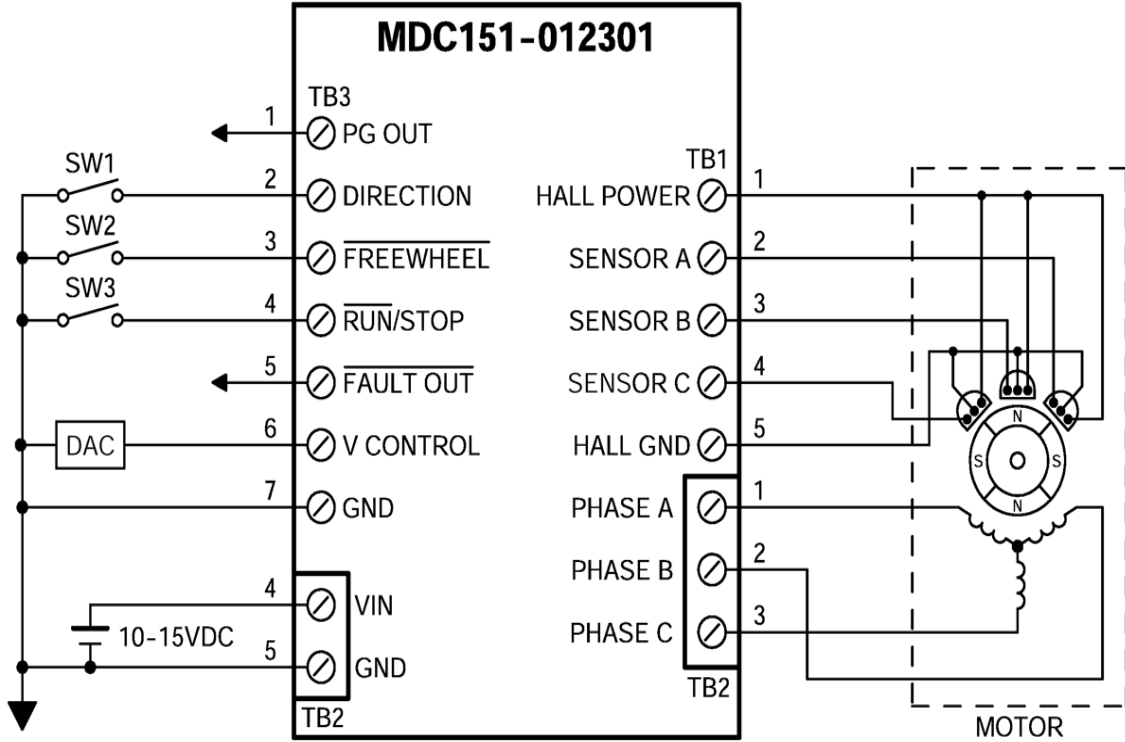 MDC151-012301
TB3
1 PG OUT
SW1
2 DIRECTION
SW2
3 FREEWHEEL
SW3
4 RUN/STOP
5 FAULT OUT
DAC 6 V CONTROL
7 GND
4 VIN
10-15VDC
5 GND
TB2
TB1
HALL POWER 1
SENSOR A 2
SENSOR B 3
SENSOR C 4
HALL GND 5
PHASE A 1
PHASE B 2
PHASE C 3
TB2
N
S S
N
MOTOR